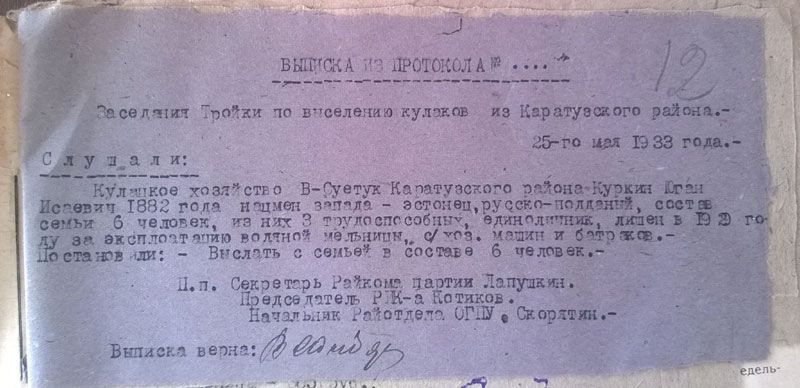 12
ВЫПИСКА ИЗ ПРОТОКОЛА № ....
Заседания Тройки по выселению кулаков из Каратузского района.-
25-го мая 1933 года.-
Слушали:
Кулацкое хозяйство В-Суетук Каратузского района Куркин Юган
Исаевич 1882 года нацмен запада - эстонец, русско-подданый, состав
семьи 6 человек, из них 3 трудоспособных, единоличник, лишен в 1929 го-
ду за эксплоатацию водяной мельницы, с/хоз. машин и батраков.-
Постановили: - Выслать с семьей в составе 6 человек.-
П.п. Секретарь Райкома партии Лапушкин.
Председатель РИК-а Котиков.
Начальник Райотдела ОГПУ Скорятин.-
Выписка верна:
едель-